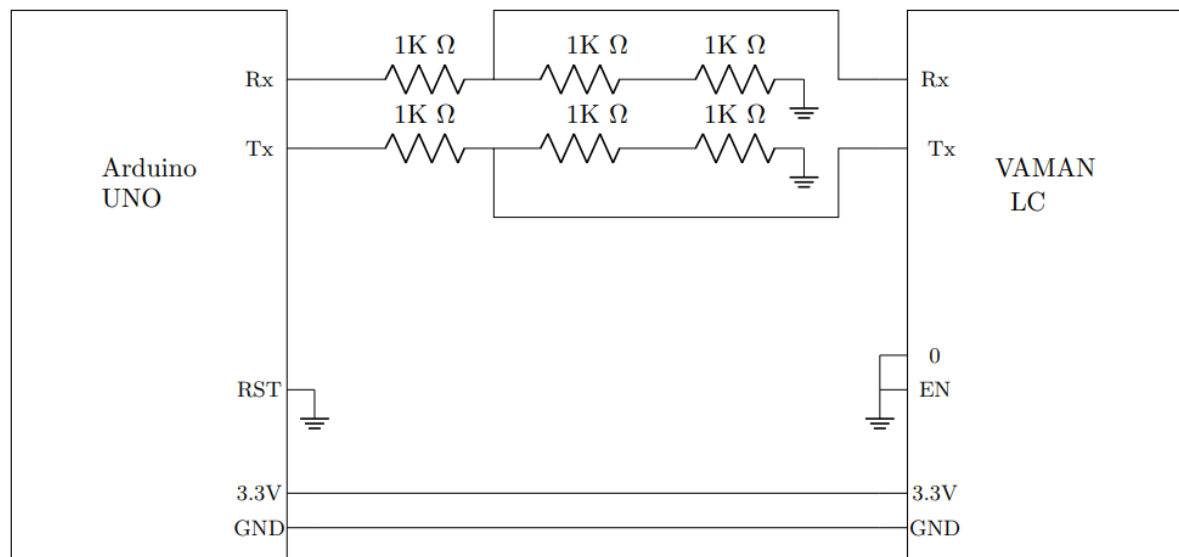 1K Ω 1K Ω 1K Ω
Rx Rx
1K Ω 1K Ω 1K Ω
Tx Tx
Arduino
UNO
VAMAN
LC
0
RST EN
3.3V 3.3V
GND GND